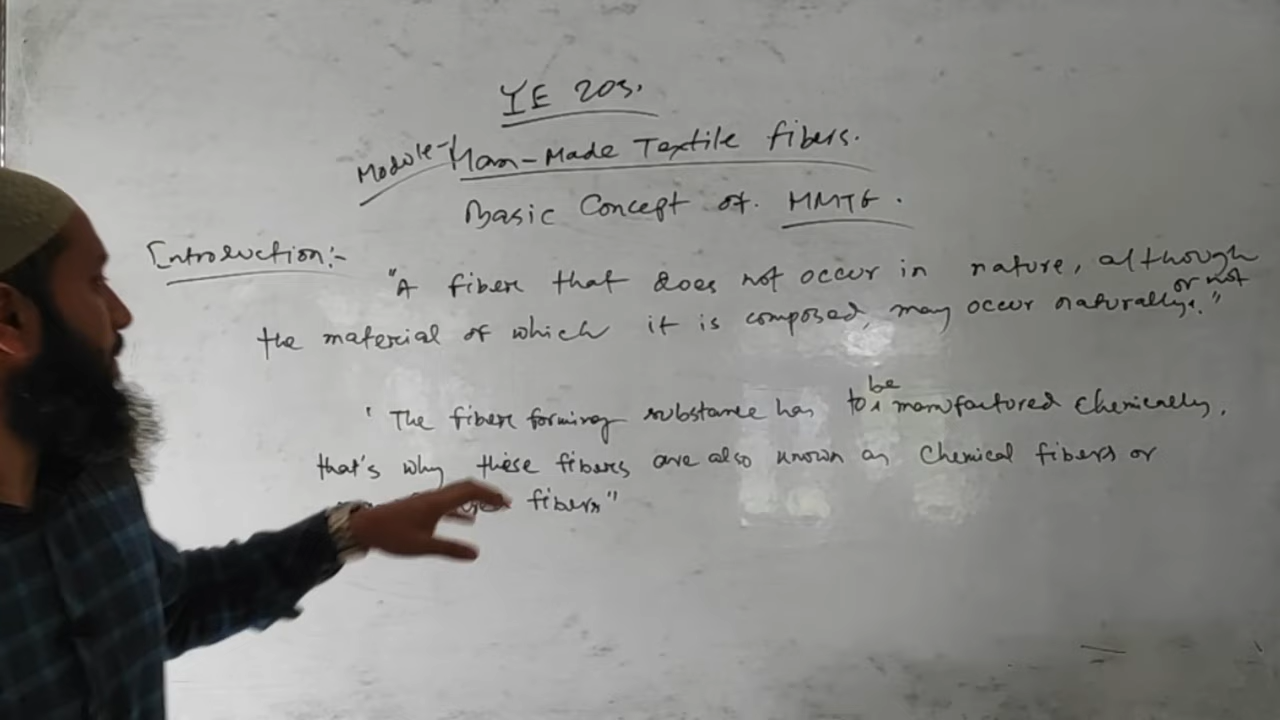 YE 203.
Module-1
Man-Made Textile fibers.
Basic Concept of. MMTF.
Introduction:-
"A fiber that does not occur in nature, although
the material of which it is composed, may occur naturally or not."
"The fiber forming substance has to be manufactured chemically,
that's why these fibers are also known as chemical fibers or
fibers"